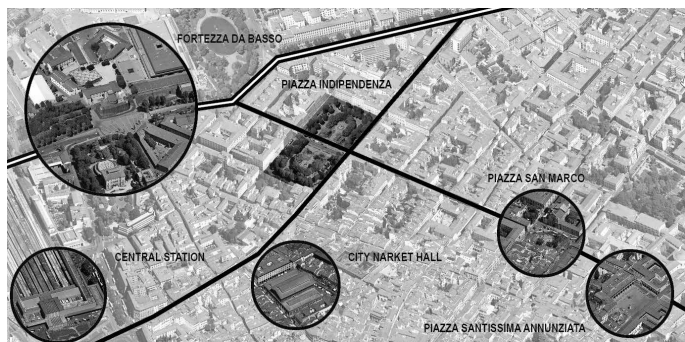 FORTEZZA DA BASSO
PIAZZA INDIPENDENZA
PIAZZA SAN MARCO
CENTRAL STATION
CITY NARKET HALL
PIAZZA SANTISSIMA ANNUNZIATA